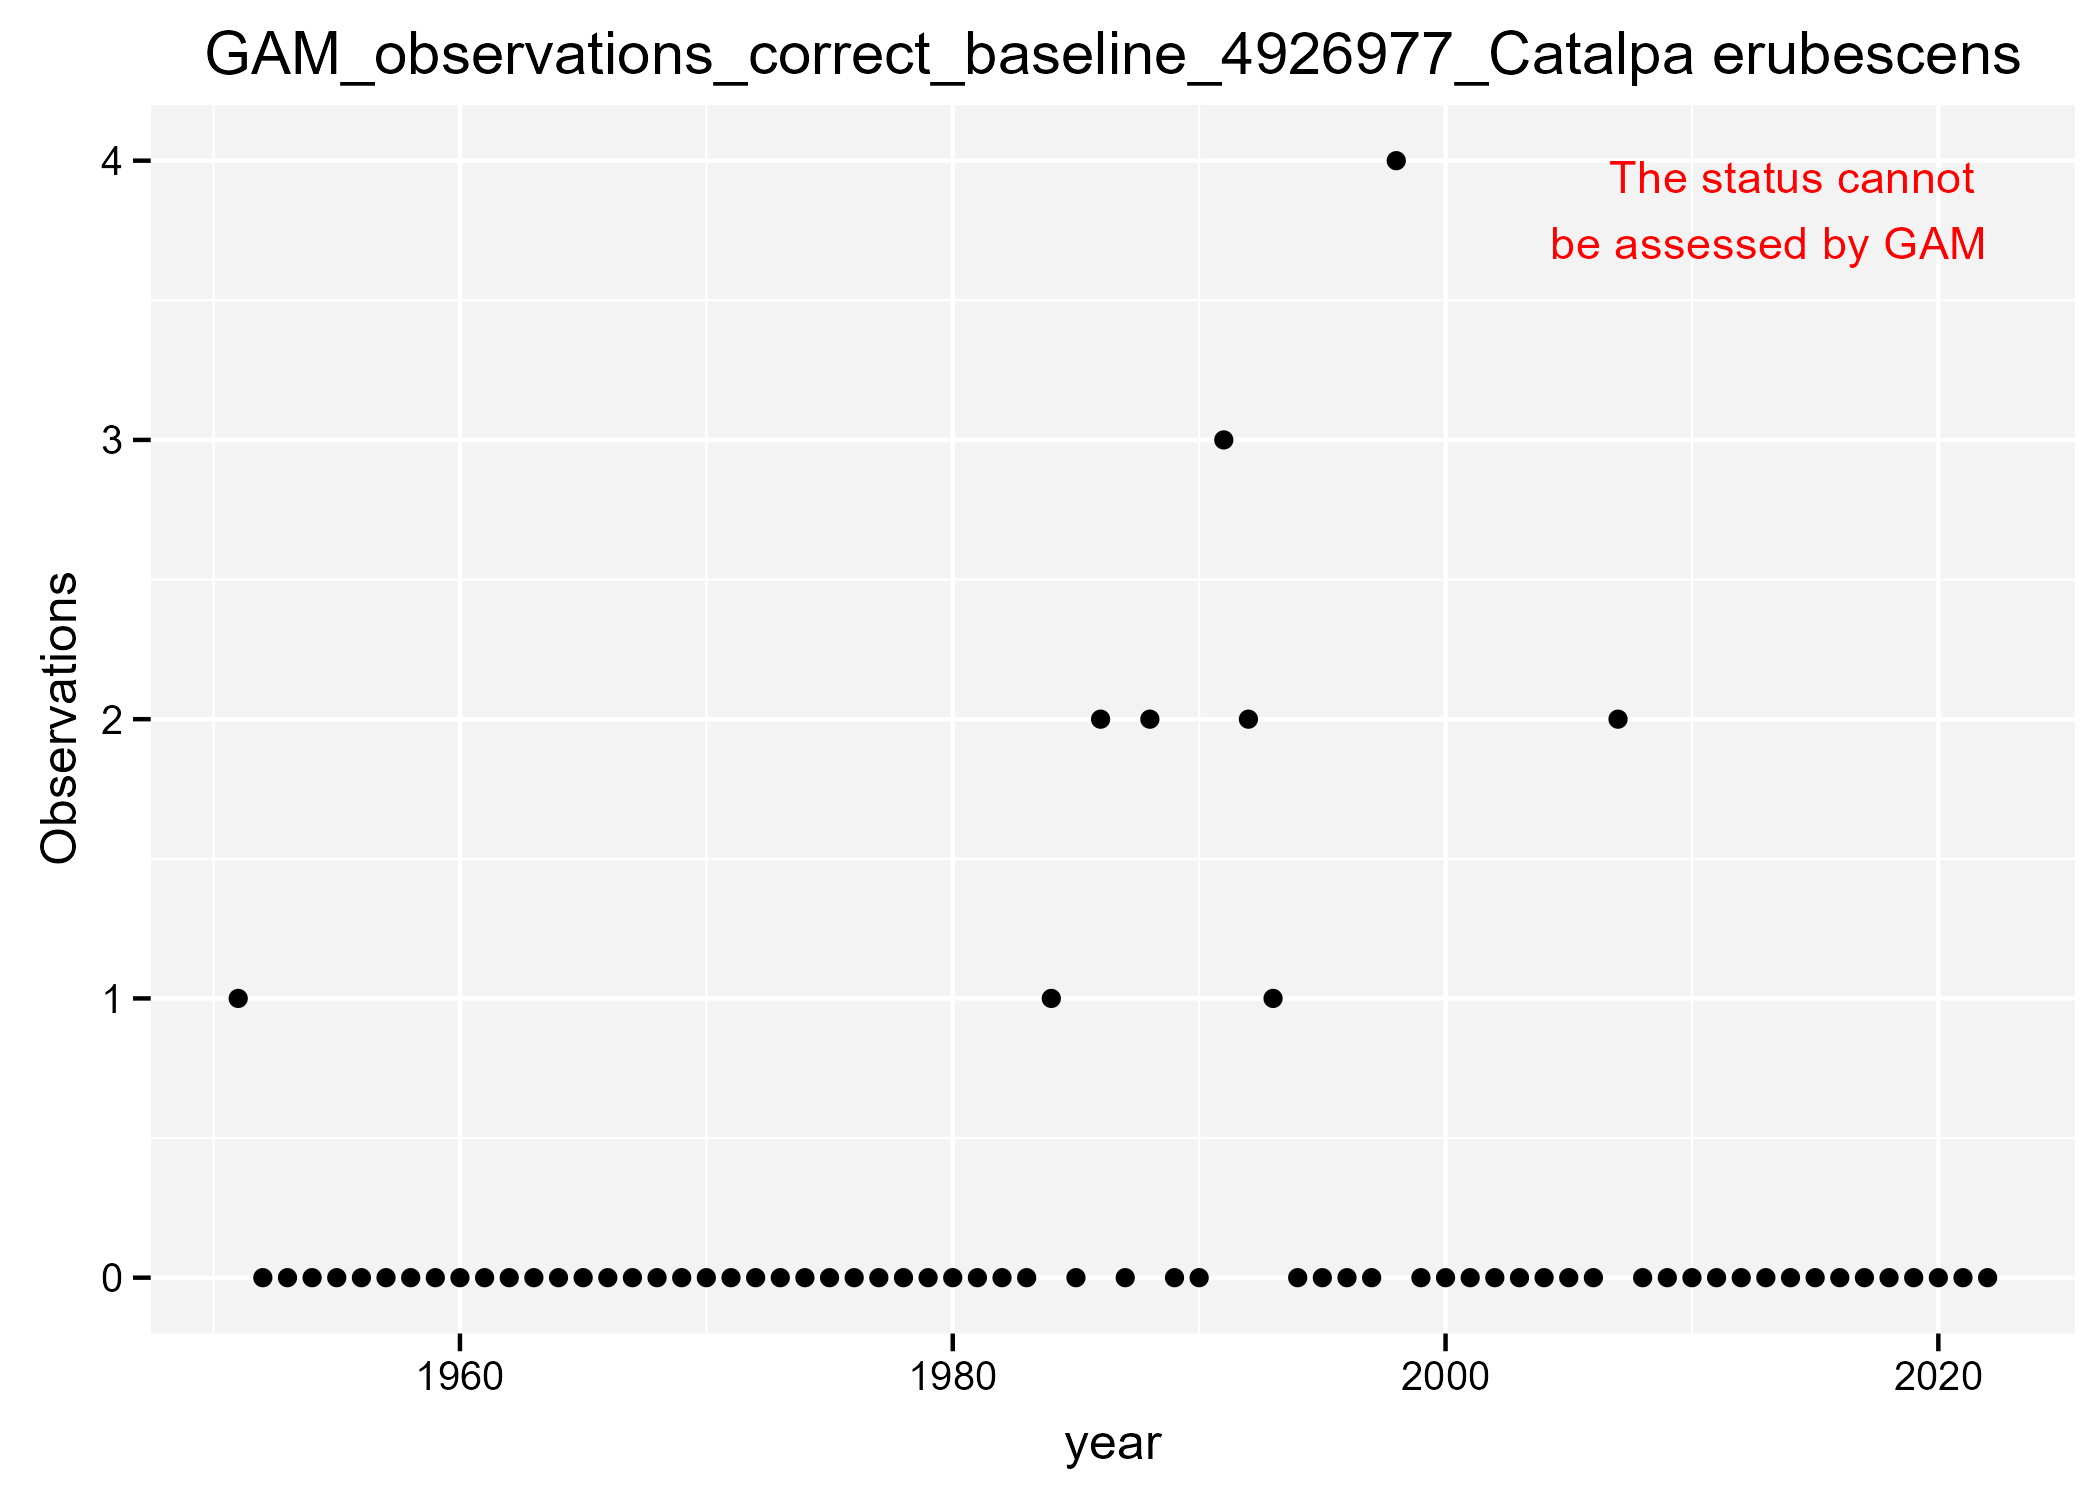 GAM_observations_correct_baseline_4926977_Catalpa erubescens
The status cannot
be assessed by GAM
4
3
2
1
0
Observations
1960
1980
2000
2020
year